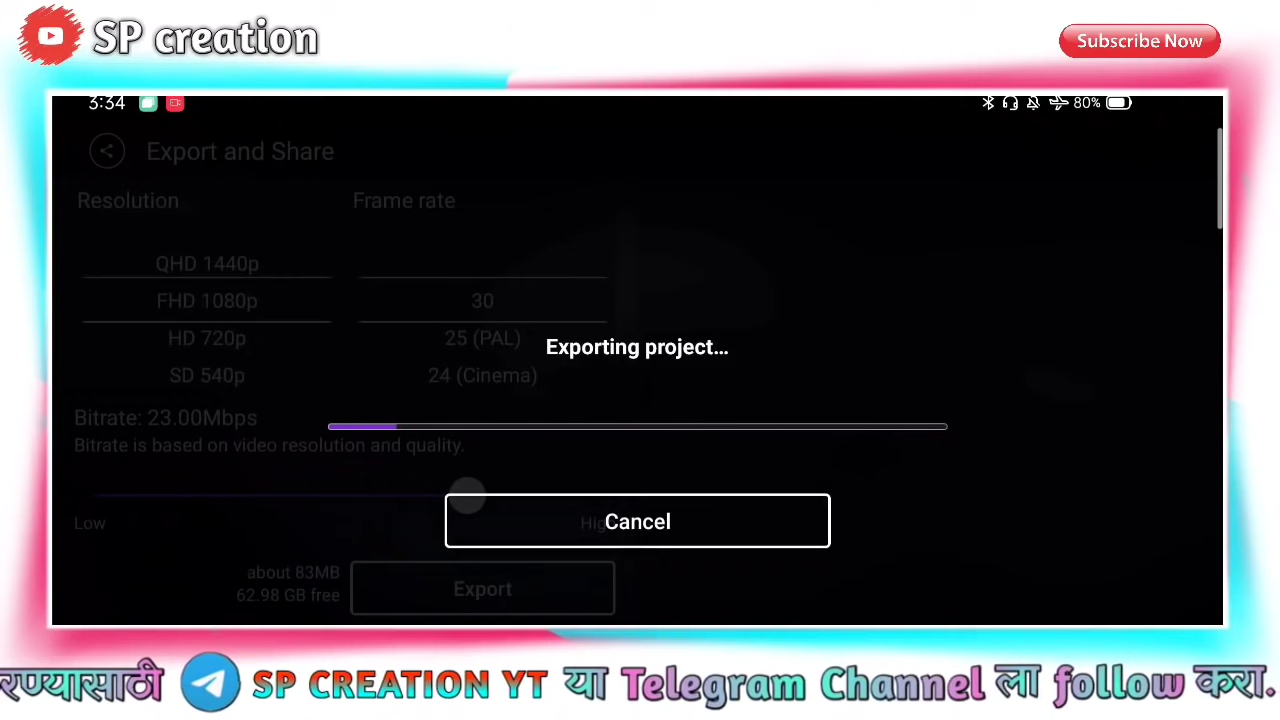 SP creation
Subscribe Now
3:34
80%
Export and Share
Resolution
Frame rate
QHD 1440p
FHD 1080p
30
HD 720p
25 (PAL)
SD 540p
24 (Cinema)
Exporting project...
Bitrate: 23.00Mbps
Bitrate is based on video resolution and quality.
Low
Cancel
about 83MB
62.98 GB free
Export
रण्यासाठी SP CREATION YT या Telegram Channel ला follow करा.